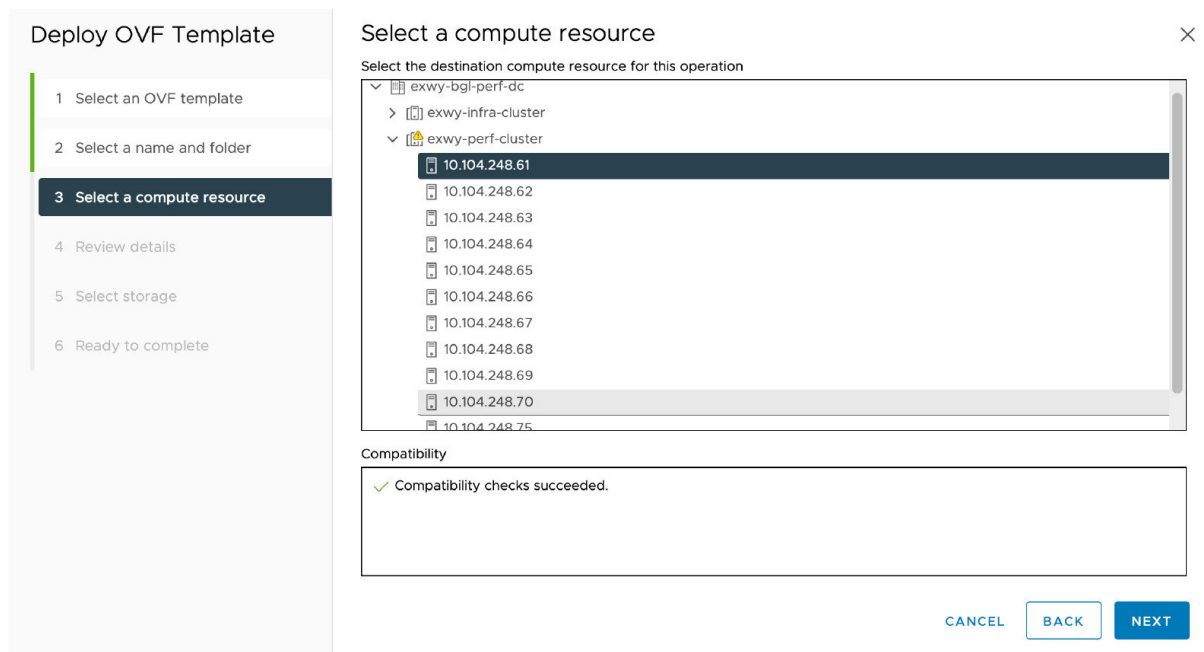 Deploy OVF Template
1 Select an OVF template
2 Select a name and folder
3 Select a compute resource
4 Review details
5 Select storage
6 Ready to complete
Select a compute resource
Select the destination compute resource for this operation
exwy-bgl-perf-dc
exwy-infra-cluster
exwy-perf-cluster
10.104.248.61
10.104.248.62
10.104.248.63
10.104.248.64
10.104.248.65
10.104.248.66
10.104.248.67
10.104.248.68
10.104.248.69
10.104.248.70
10.104.248.75
Compatibility
Compatibility checks succeeded.
CANCEL
BACK
NEXT